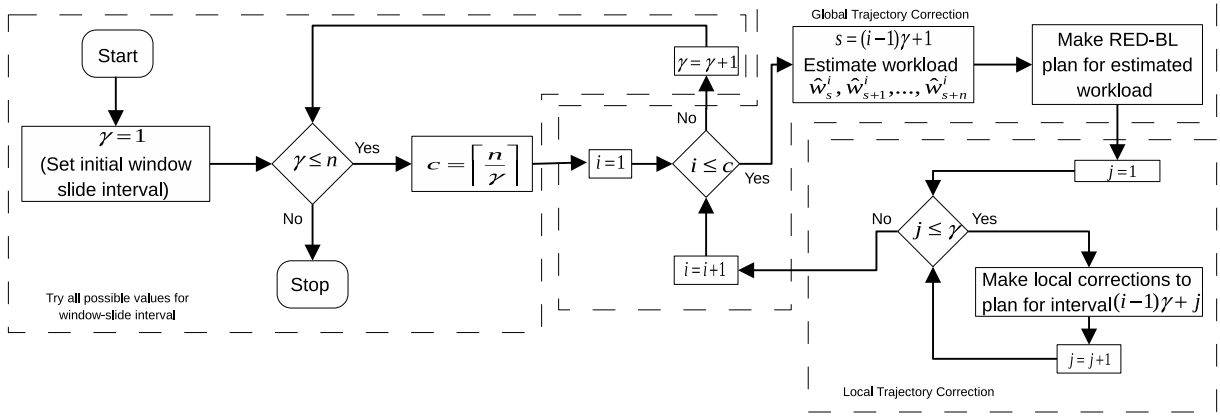 Start
γ=1
(Set initial window
slide interval)
γ≤n
Yes
No
Stop
Try all possible values for
window-slide interval
c=⌈n/γ⌉
i=1
i≤c
No
Yes
γ=γ+1
i=i+1
Global Trajectory Correction
s=(i−1)γ+1
Estimate workload
ŵ_s^i, ŵ_{s+1}^i,..., ŵ_{s+n}^i
Make RED-BL
plan for estimated
workload
j=1
j≤γ
No
Yes
Make local corrections to
plan for interval(i−1)γ+j
j=j+1
Local Trajectory Correction